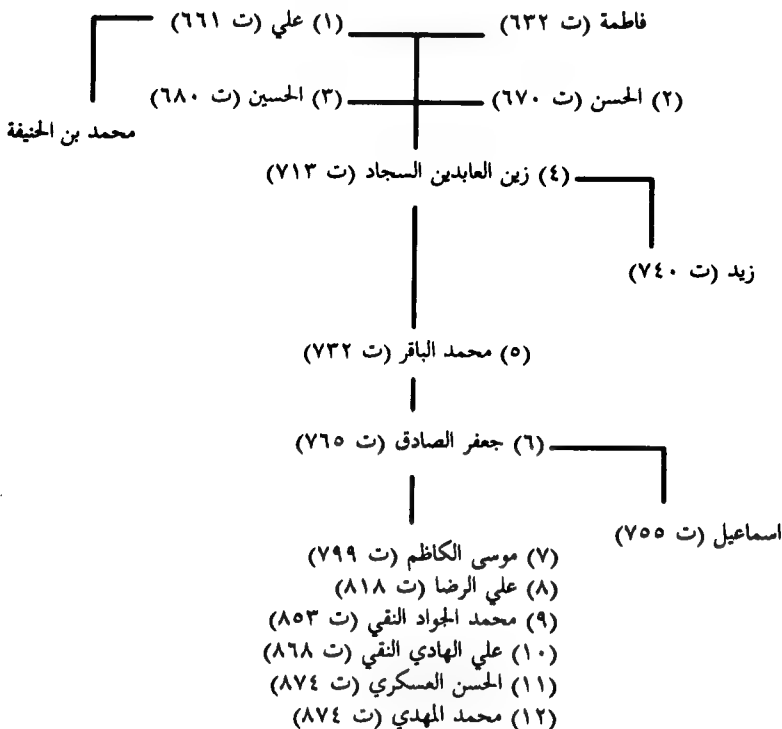 فاطمة (ت ٦٣٢) (١) علي (ت ٦٦١)
(٢) الحسن (ت ٦٧٠) (٣) الحسين (ت ٦٨٠)
محمد بن الحنيفة
(٤) زين العابدين السجاد (ت ٧١٣)
زيد (ت ٧٤٠)
(٥) محمد الباقر (ت ٧٣٢)
(٦) جعفر الصادق (ت ٧٦٥)
اسماعيل (ت ٧٥٥)
(٧) موسى الكاظم (ت ٧٩٩)
(٨) علي الرضا (ت ٨١٨)
(٩) محمد الجواد النقي (ت ٨٥٣)
(١٠) علي الهادي النقي (ت ٨٦٨)
(١١) الحسن العسكري (ت ٨٧٤)
(١٢) محمد المهدي (ت ٨٧٤)